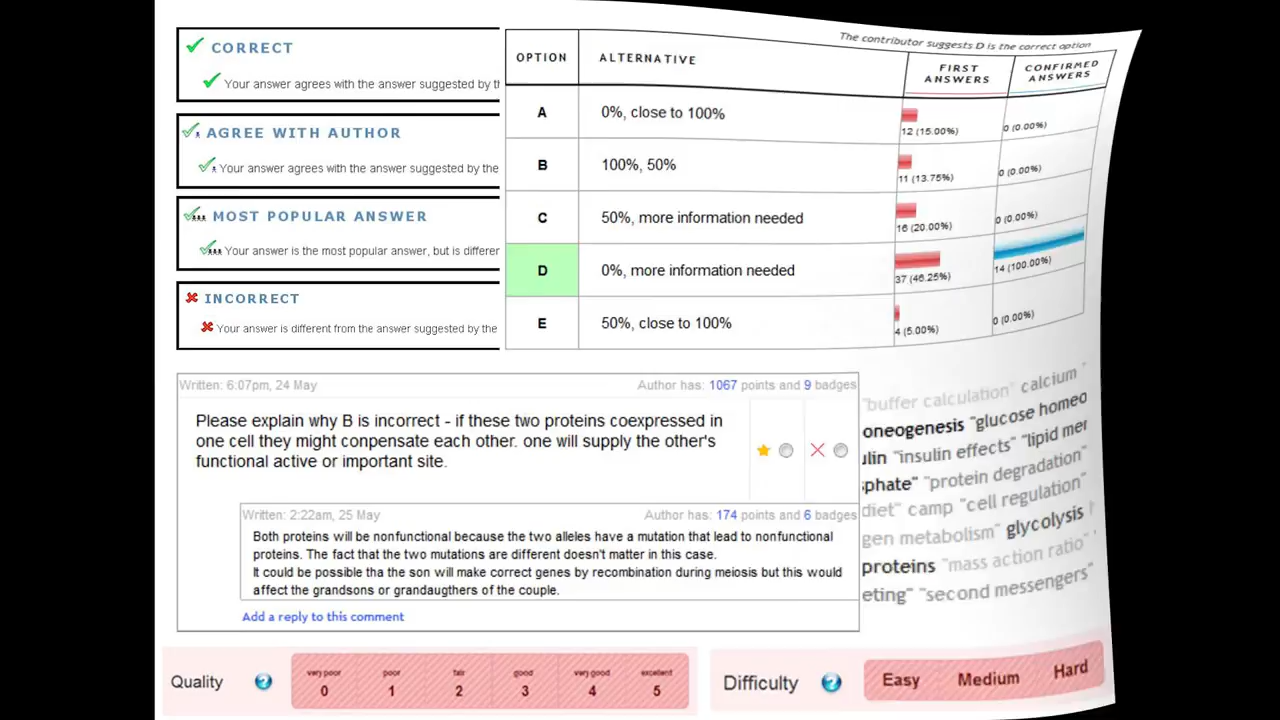 CORRECT
Your answer agrees with the answer suggested by t
AGREE WITH AUTHOR
Your answer agrees with the answer suggested by the
MOST POPULAR ANSWER
Your answer is the most popular answer, but is differer
INCORRECT
Your answer is different from the answer suggested by the
The contributor suggests D is the correct option
OPTION ALTERNATIVE FIRST ANSWERS CONFIRMED ANSWERS
A 0%, close to 100% 12 (15.00%) 0 (0.00%)
B 100%, 50% 11 (13.75%) 0 (0.00%)
C 50%, more information needed 16 (20.00%) 0 (0.00%)
D 0%, more information needed 37 (46.25%) 14 (100.00%)
E 50%, close to 100% 4 (5.00%) 0 (0.00%)
Written: 6:07pm, 24 May Author has: 1067 points and 9 badges
Please explain why B is incorrect - if these two proteins coexpressed in
one cell they might conpensate each other. one will supply the other's
functional active or important site.
Written: 2:22am, 25 May Author has: 174 points and 6 badges
Both proteins will be nonfunctional because the two alleles have a mutation that lead to nonfunctional
proteins. The fact that the two mutations are different doesn't matter in this case.
It could be possible tha the son will make correct genes by recombination during meiosis but this would
affect the grandsons or grandaugthers of the couple.
Add a reply to this comment
"buffer calculation" calcium "
oneogenesis "glucose homeo
ulin "insulin effects" "lipid mer
sphate" "protein degradation"
diet" camp "cell regulation"
gen metabolism" glycolysis
proteins "mass action ratio" "
eting" "second messengers"
Quality
very poor poor fair good very good excellent
0 1 2 3 4 5
Difficulty
Easy Medium Hard